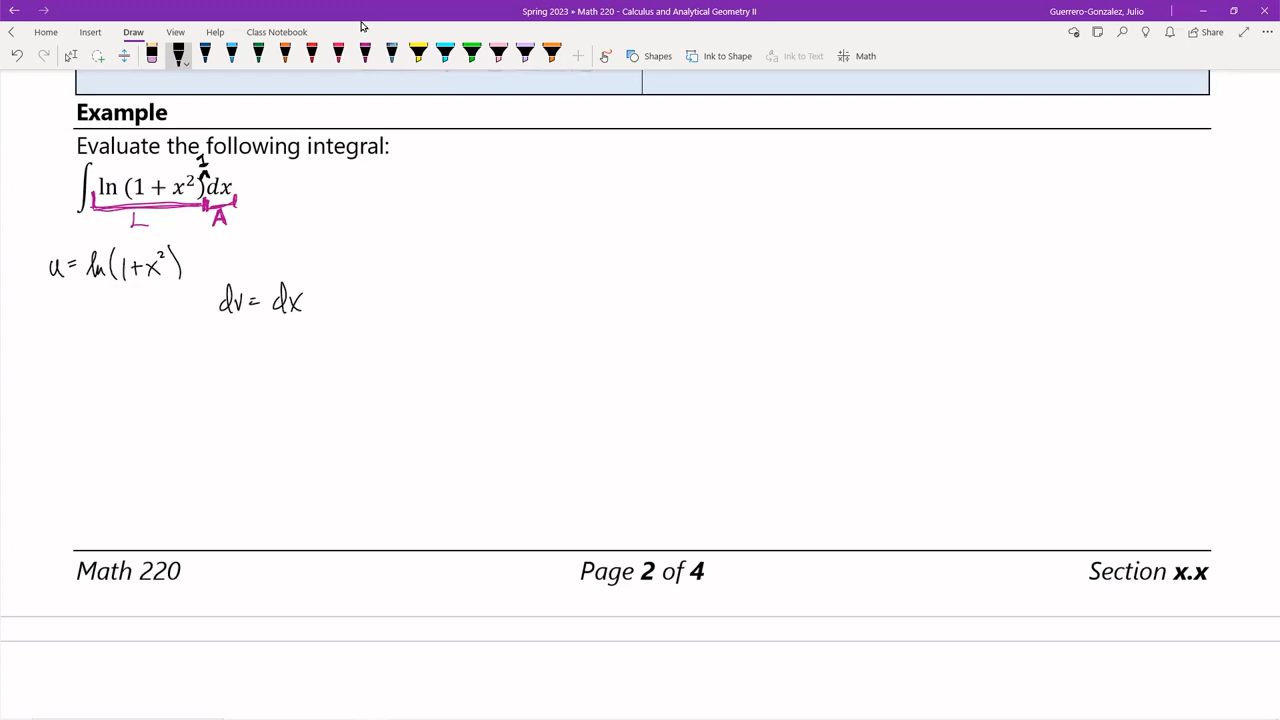 Spring 2023 » Math 220 - Calculus and Analytical Geometry II
Guerrero-Gonzalez, Julio
Home Insert Draw View Help Class Notebook
Share
Shapes Ink to Shape Ink to Text Math
Example
Evaluate the following integral:
1
∫ ln (1 + x²) dx
L A
u = ln(1+x²)
dv = dx
Math 220 Page 2 of 4 Section x.x